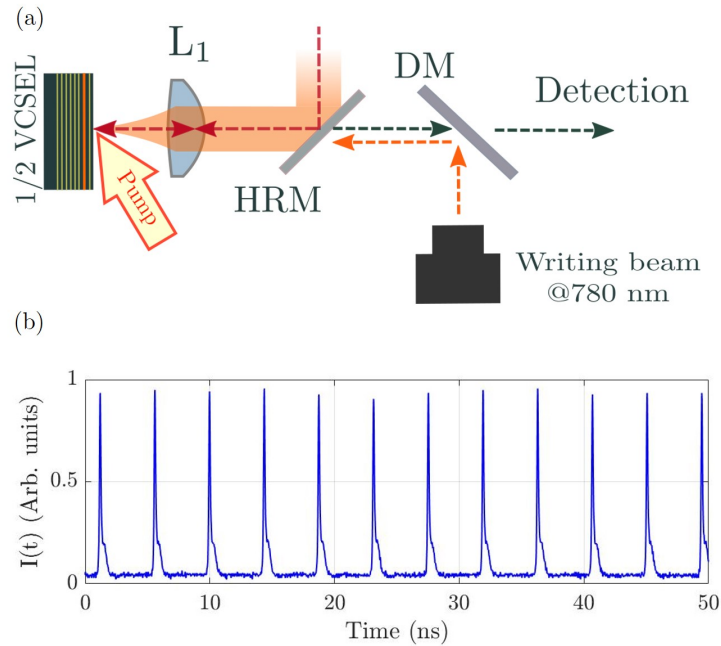 (a)
L₁
DM
Detection
1/2 VCSEL
Pump
HRM
Writing beam
@780 nm
(b)
I(t) (Arb. units)
1
0.5
0
0 10 20 30 40 50
Time (ns)